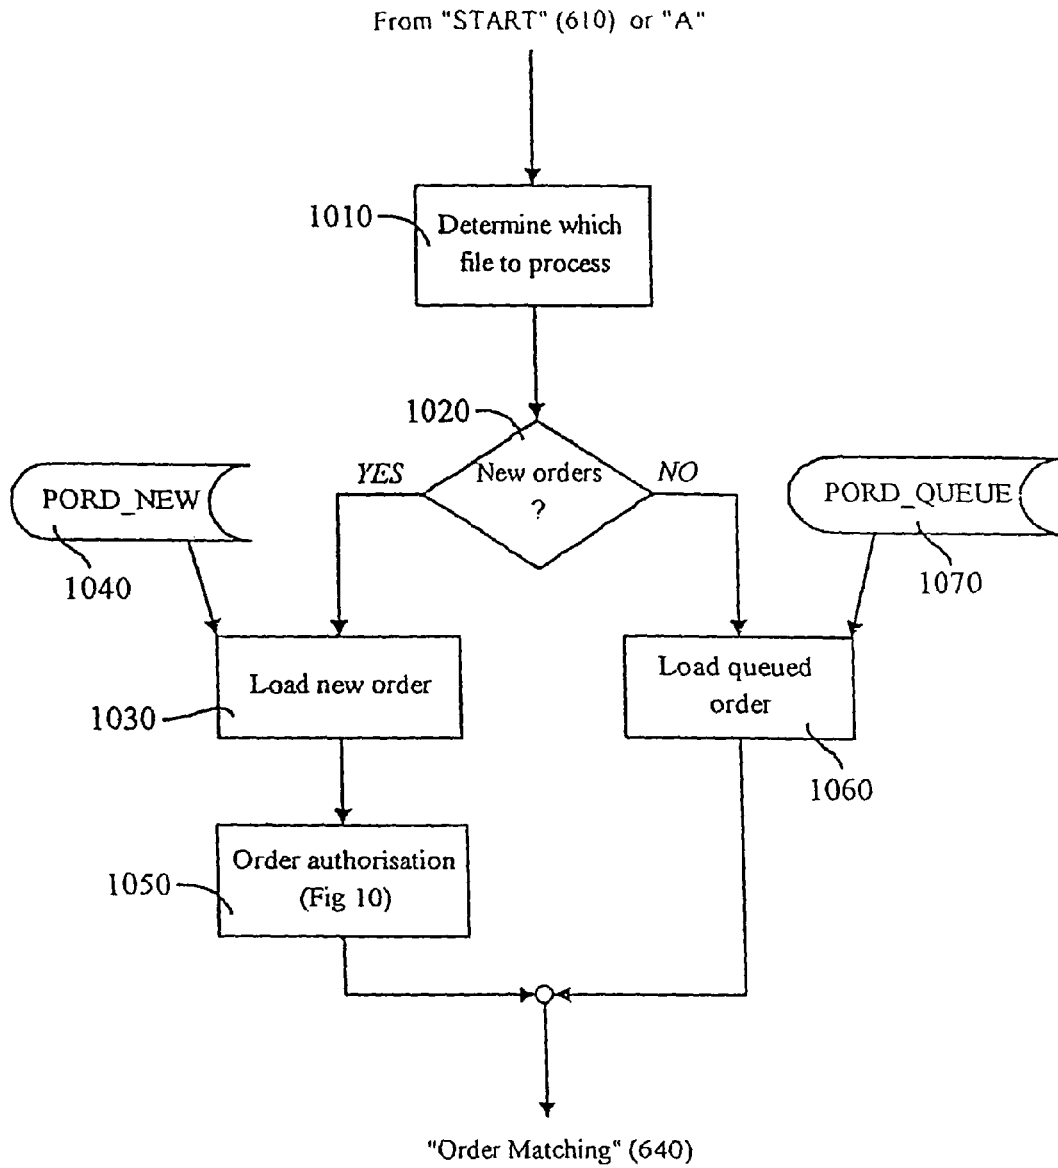 From "START" (610) or "A"
1010
Determine which
file to process
1020
YES
New orders
?
NO
PORD_NEW
PORD_QUEUE
1040
1070
Load new order
Load queued
order
1030
1060
Order authorisation
(Fig 10)
1050
"Order Matching" (640)